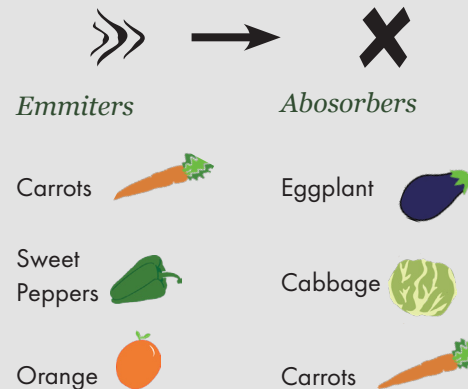 Emmiters
Abosorbers
Carrots
Eggplant
Sweet
Peppers
Cabbage
Orange
Carrots